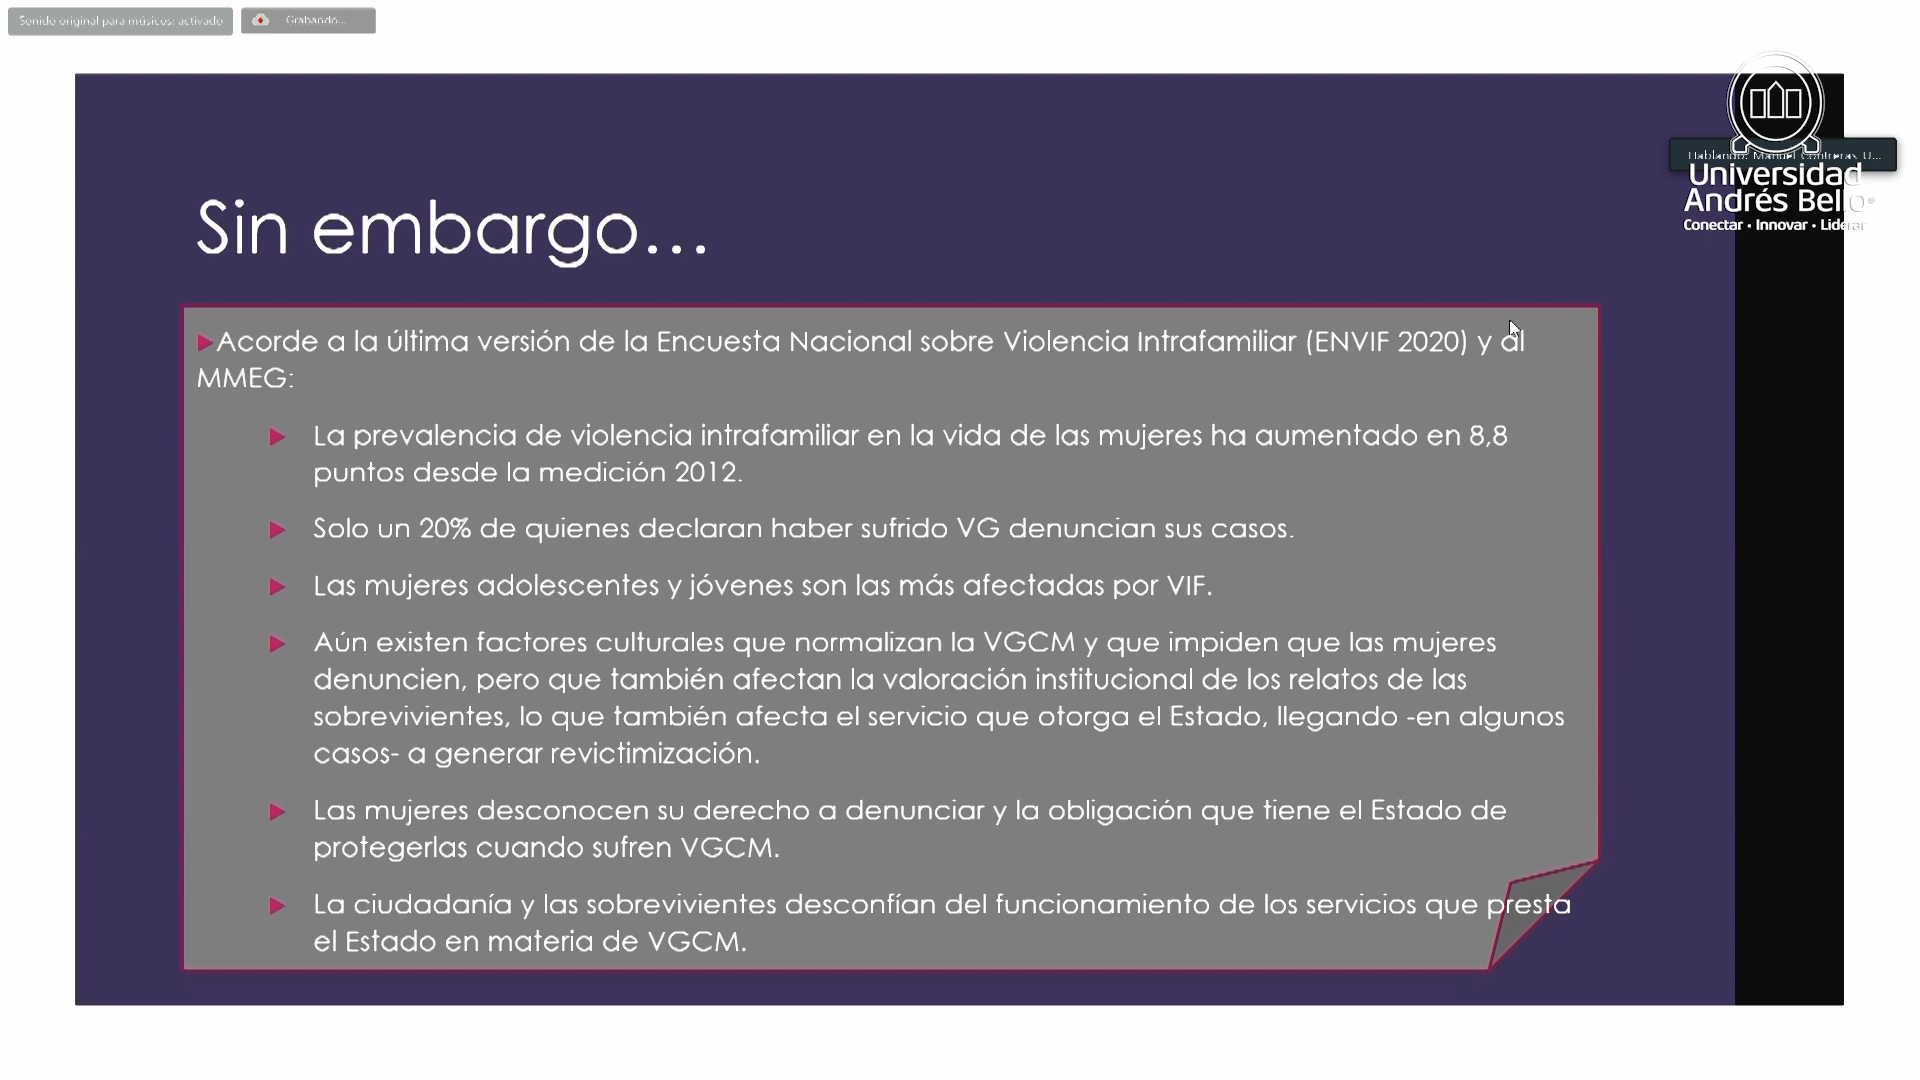 Sonido original para músicos: activado
Grabando...
Hablando: Manuel Contreras U...
Universidad
Andrés Bello®
Conectar • Innovar • Liderar
Sin embargo...
Acorde a la última versión de la Encuesta Nacional sobre Violencia Intrafamiliar (ENVIF 2020) y al
MMEG:
La prevalencia de violencia intrafamiliar en la vida de las mujeres ha aumentado en 8,8
puntos desde la medición 2012.
Solo un 20% de quienes declaran haber sufrido VG denuncian sus casos.
Las mujeres adolescentes y jóvenes son las más afectadas por VIF.
Aún existen factores culturales que normalizan la VGCM y que impiden que las mujeres
denuncien, pero que también afectan la valoración institucional de los relatos de las
sobrevivientes, lo que también afecta el servicio que otorga el Estado, llegando -en algunos
casos- a generar revictimización.
Las mujeres desconocen su derecho a denunciar y la obligación que tiene el Estado de
protegerlas cuando sufren VGCM.
La ciudadanía y las sobrevivientes desconfían del funcionamiento de los servicios que presta
el Estado en materia de VGCM.